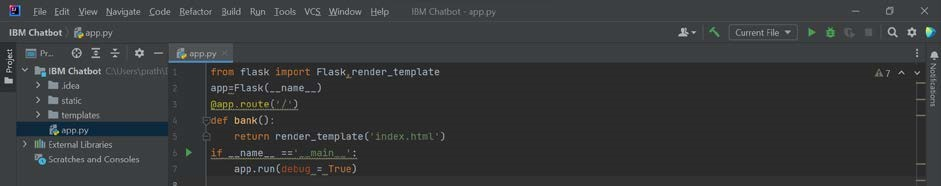 File Edit View Navigate Code Refactor Build Run Tools VCS Window Help IBM Chatbot - app.py
IBM Chatbot app.py Current File
Project Pr... app.py
IBM Chatbot C:\Users\prath\
.idea
static
templates
app.py
External Libraries
Scratches and Consoles
1 from flask import Flask,render_template
2 app=Flask(__name__)
3 @app.route('/')
4 def bank():
5 return render_template('index.html')
6 if __name__ =='__main__':
7 app.run(debug = True)
8
7
Notifications